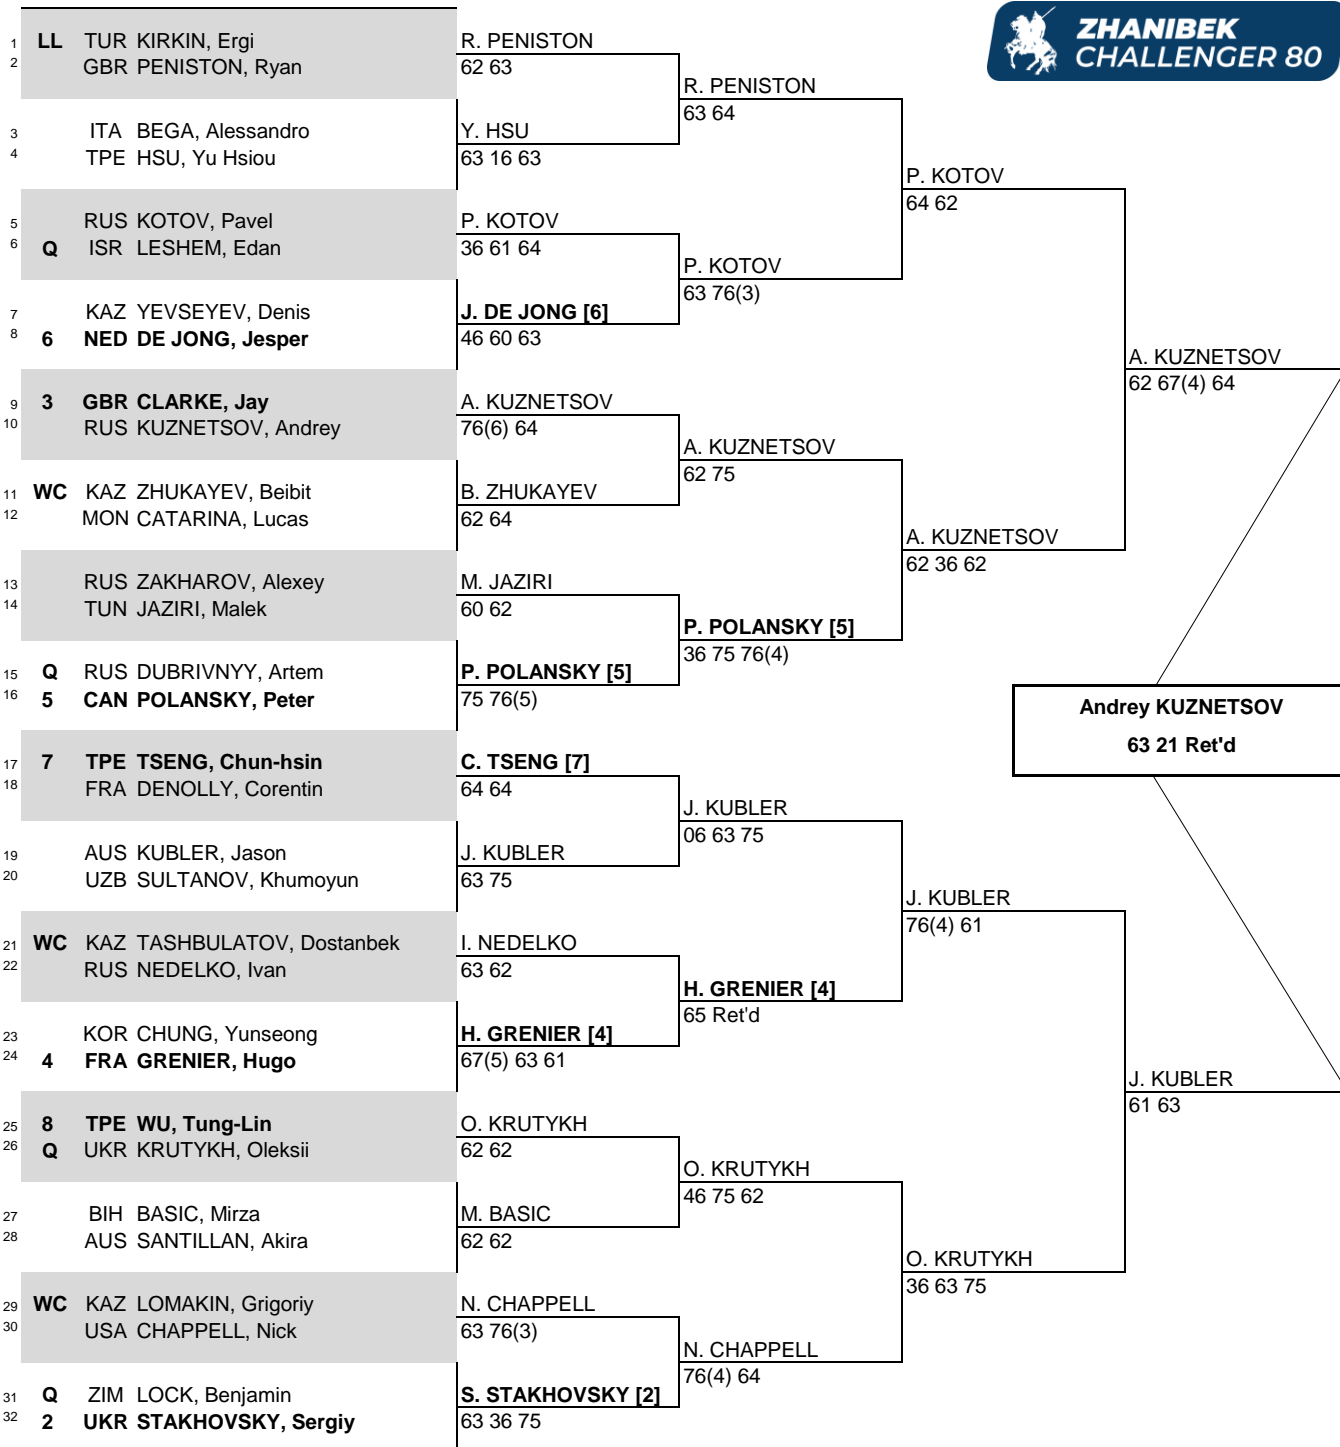 ZHANIBEK
CHALLENGER 80
1 LL TUR KIRKIN, Ergi
2 GBR PENISTON, Ryan
3 ITA BEGA, Alessandro
4 TPE HSU, Yu Hsiou
5 RUS KOTOV, Pavel
6 Q ISR LESHEM, Edan
7 KAZ YEVSEYEV, Denis
8 6 NED DE JONG, Jesper
9 3 GBR CLARKE, Jay
10 RUS KUZNETSOV, Andrey
11 WC KAZ ZHUKAYEV, Beibit
12 MON CATARINA, Lucas
13 RUS ZAKHAROV, Alexey
14 TUN JAZIRI, Malek
15 Q RUS DUBRIVNYY, Artem
16 5 CAN POLANSKY, Peter
17 7 TPE TSENG, Chun-hsin
18 FRA DENOLLY, Corentin
19 AUS KUBLER, Jason
20 UZB SULTANOV, Khumoyun
21 WC KAZ TASHBULATOV, Dostanbek
22 RUS NEDELKO, Ivan
23 KOR CHUNG, Yunseong
24 4 FRA GRENIER, Hugo
25 8 TPE WU, Tung-Lin
26 Q UKR KRUTYKH, Oleksii
27 BIH BASIC, Mirza
28 AUS SANTILLAN, Akira
29 WC KAZ LOMAKIN, Grigoriy
30 USA CHAPPELL, Nick
31 Q ZIM LOCK, Benjamin
32 2 UKR STAKHOVSKY, Sergiy
R. PENISTON
62 63
Y. HSU
63 16 63
P. KOTOV
36 61 64
J. DE JONG [6]
46 60 63
A. KUZNETSOV
76(6) 64
B. ZHUKAYEV
62 64
M. JAZIRI
60 62
P. POLANSKY [5]
75 76(5)
C. TSENG [7]
64 64
J. KUBLER
63 75
I. NEDELKO
63 62
H. GRENIER [4]
67(5) 63 61
O. KRUTYKH
62 62
M. BASIC
62 62
N. CHAPPELL
63 76(3)
S. STAKHOVSKY [2]
63 36 75
R. PENISTON
63 64
P. KOTOV
63 76(3)
A. KUZNETSOV
62 75
P. POLANSKY [5]
36 75 76(4)
J. KUBLER
06 63 75
H. GRENIER [4]
65 Ret'd
O. KRUTYKH
46 75 62
N. CHAPPELL
76(4) 64
P. KOTOV
64 62
A. KUZNETSOV
62 36 62
J. KUBLER
76(4) 61
O. KRUTYKH
36 63 75
A. KUZNETSOV
62 67(4) 64
J. KUBLER
61 63
Andrey KUZNETSOV
63 21 Ret'd